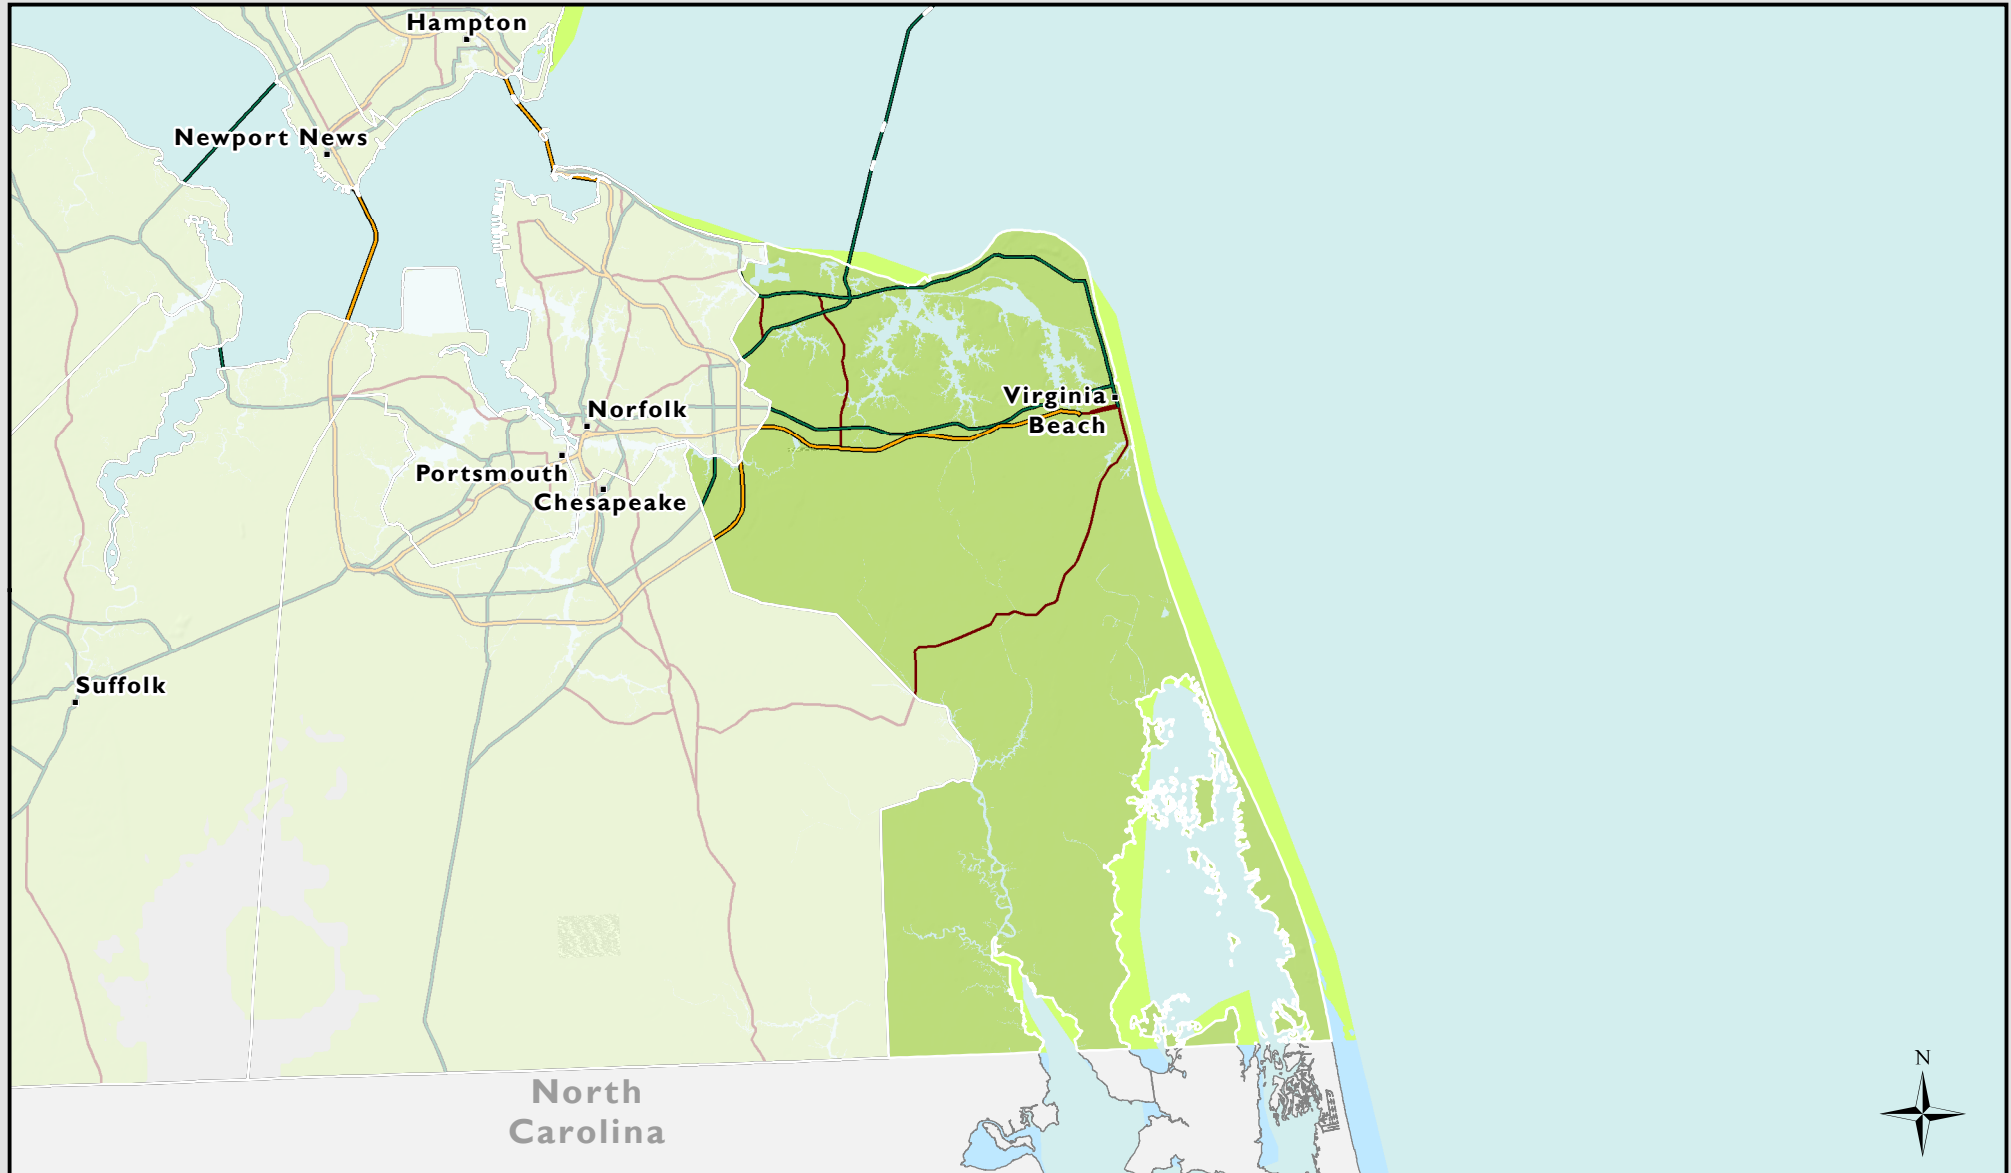 Hampton
Newport News
Virginia
Beach
Norfolk
Portsmouth
Chesapeake
Suffolk
N
North
Carolina